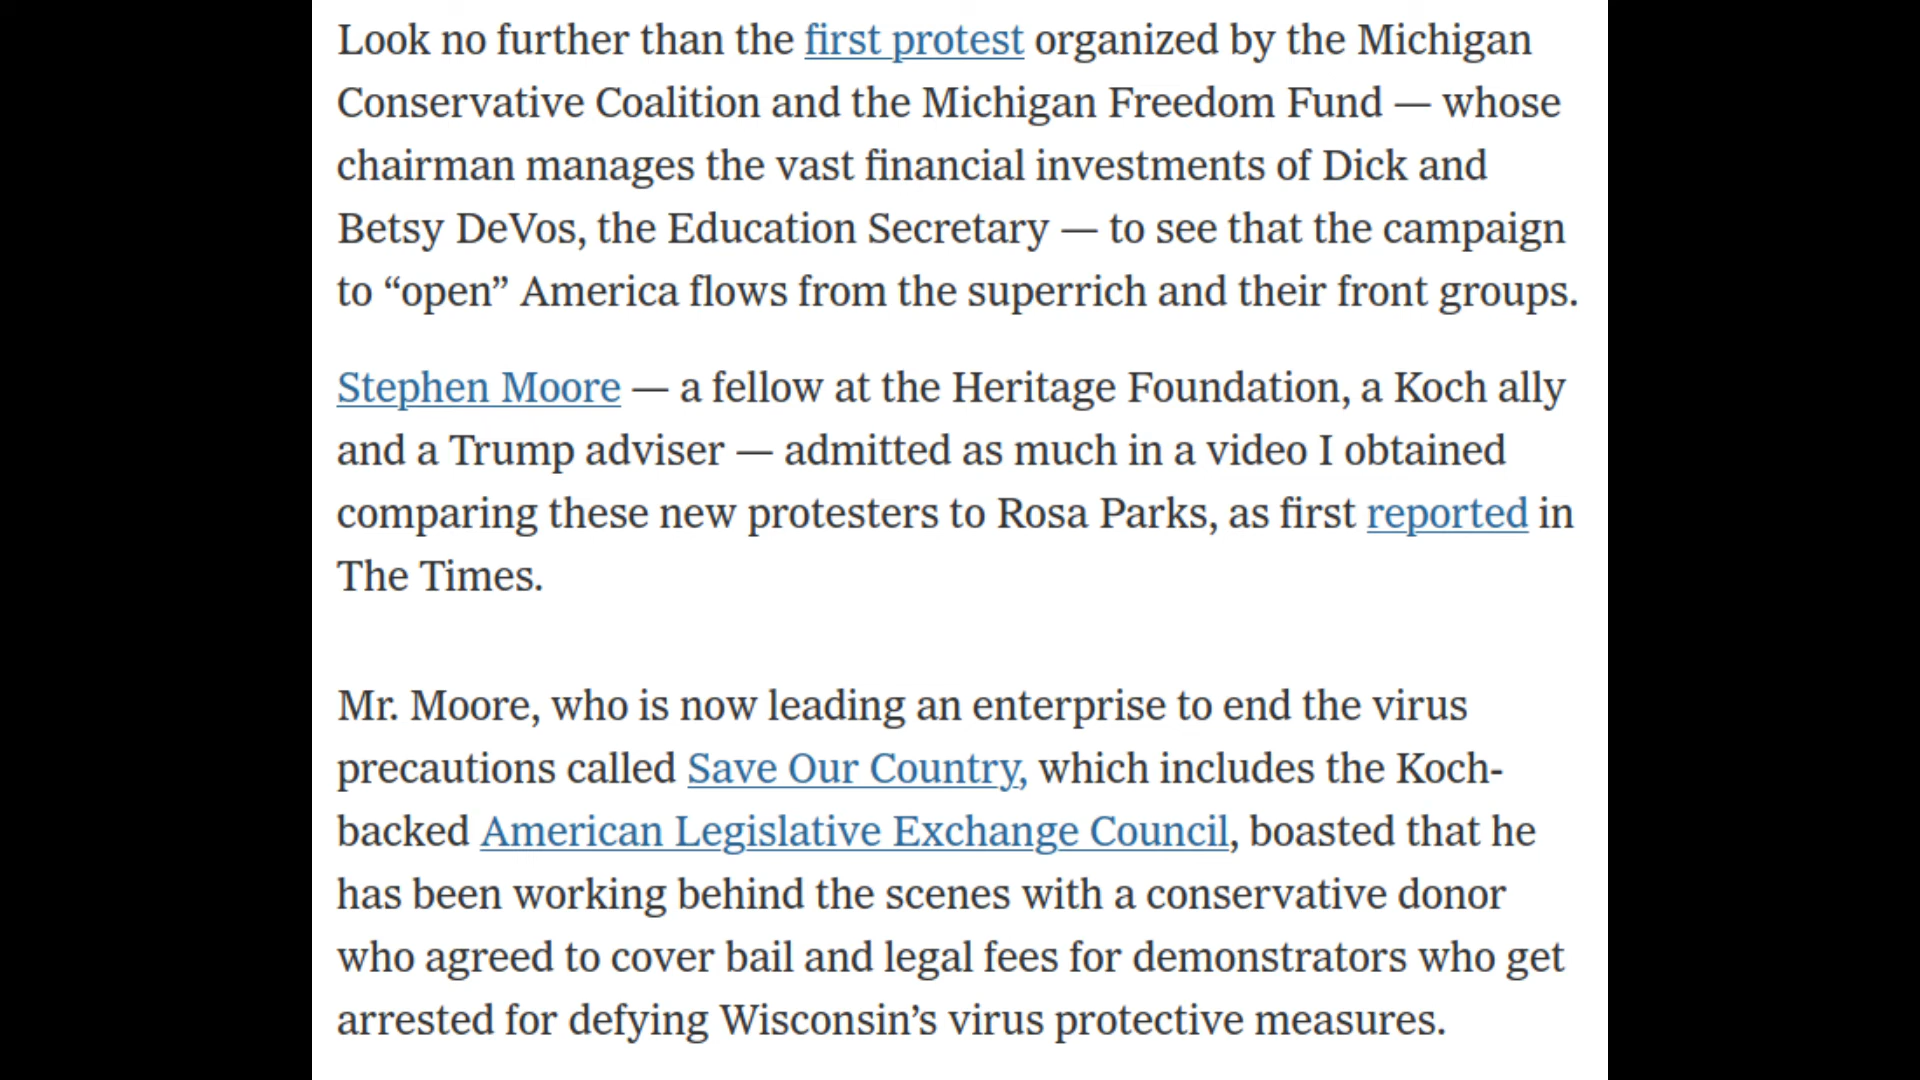 Look no further than the first protest organized by the Michigan
Conservative Coalition and the Michigan Freedom Fund — whose
chairman manages the vast financial investments of Dick and
Betsy DeVos, the Education Secretary — to see that the campaign
to “open” America flows from the superrich and their front groups.
Stephen Moore — a fellow at the Heritage Foundation, a Koch ally
and a Trump adviser — admitted as much in a video I obtained
comparing these new protesters to Rosa Parks, as first reported in
The Times.
Mr. Moore, who is now leading an enterprise to end the virus
precautions called Save Our Country, which includes the Koch-
backed American Legislative Exchange Council, boasted that he
has been working behind the scenes with a conservative donor
who agreed to cover bail and legal fees for demonstrators who get
arrested for defying Wisconsin’s virus protective measures.